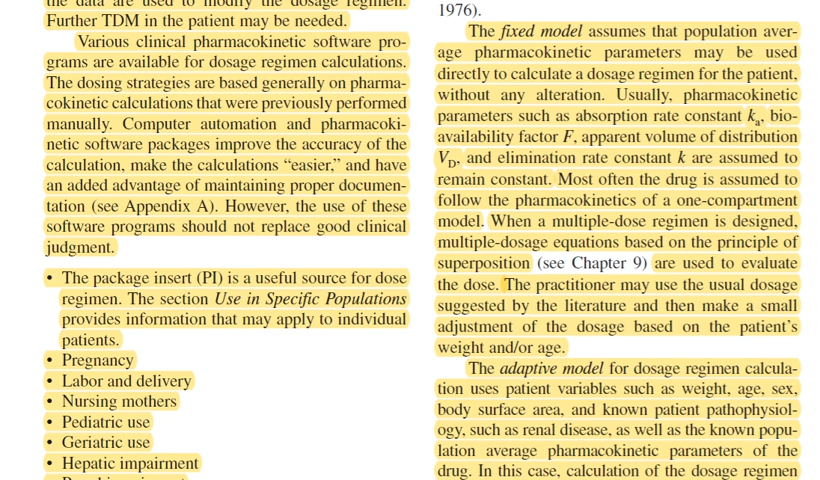 the data are used to modify the dosage regimen.
Further TDM in the patient may be needed.
Various clinical pharmacokinetic software pro-
grams are available for dosage regimen calculations.
The dosing strategies are based generally on pharma-
cokinetic calculations that were previously performed
manually. Computer automation and pharmacoki-
netic software packages improve the accuracy of the
calculation, make the calculations “easier,” and have
an added advantage of maintaining proper documen-
tation (see Appendix A). However, the use of these
software programs should not replace good clinical
judgment.
• The package insert (PI) is a useful source for dose
regimen. The section Use in Specific Populations
provides information that may apply to individual
patients.
• Pregnancy
• Labor and delivery
• Nursing mothers
• Pediatric use
• Geriatric use
• Hepatic impairment
1976).
The fixed model assumes that population aver-
age pharmacokinetic parameters may be used
directly to calculate a dosage regimen for the patient,
without any alteration. Usually, pharmacokinetic
parameters such as absorption rate constant ka, bio-
availability factor F, apparent volume of distribution
VD, and elimination rate constant k are assumed to
remain constant. Most often the drug is assumed to
follow the pharmacokinetics of a one-compartment
model. When a multiple-dose regimen is designed,
multiple-dosage equations based on the principle of
superposition (see Chapter 9) are used to evaluate
the dose. The practitioner may use the usual dosage
suggested by the literature and then make a small
adjustment of the dosage based on the patient’s
weight and/or age.
The adaptive model for dosage regimen calcula-
tion uses patient variables such as weight, age, sex,
body surface area, and known patient pathophysiol-
ogy, such as renal disease, as well as the known popu-
lation average pharmacokinetic parameters of the
drug. In this case, calculation of the dosage regimen